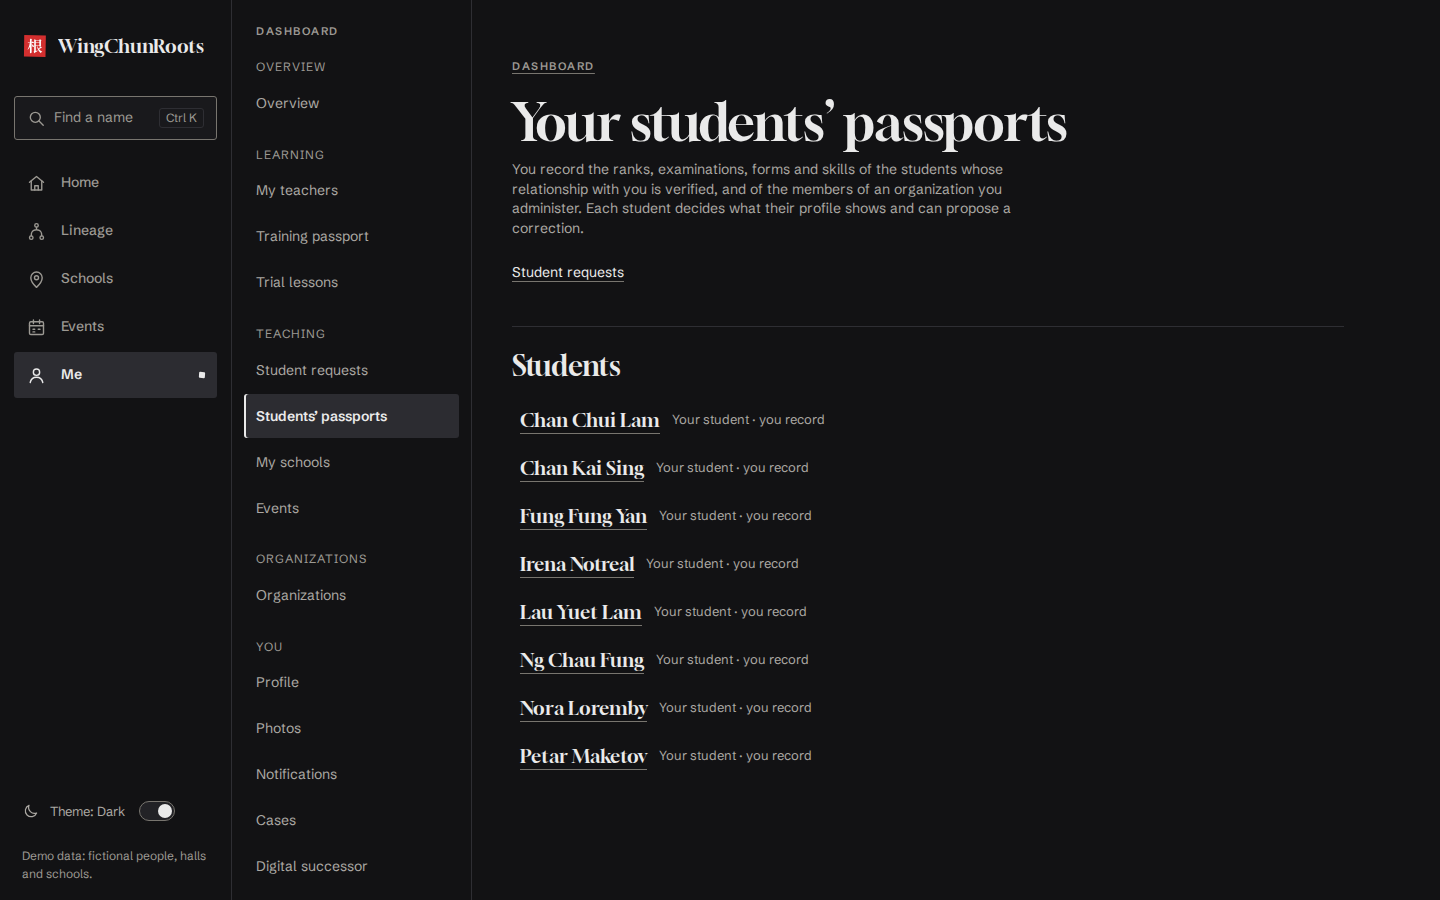 根 WingChunRoots
Find a name Ctrl K
Home
Lineage
Schools
Events
Me
Theme: Dark
Demo data: fictional people, halls
and schools.
DASHBOARD
OVERVIEW
Overview
LEARNING
My teachers
Training passport
Trial lessons
TEACHING
Student requests
Students’ passports
My schools
Events
ORGANIZATIONS
Organizations
YOU
Profile
Photos
Notifications
Cases
Digital successor
DASHBOARD
Your students’ passports
You record the ranks, examinations, forms and skills of the students whose
relationship with you is verified, and of the members of an organization you
administer. Each student decides what their profile shows and can propose a
correction.
Student requests
Students
Chan Chui Lam Your student · you record
Chan Kai Sing Your student · you record
Fung Fung Yan Your student · you record
Irena Notreal Your student · you record
Lau Yuet Lam Your student · you record
Ng Chau Fung Your student · you record
Nora Loremby Your student · you record
Petar Maketov Your student · you record